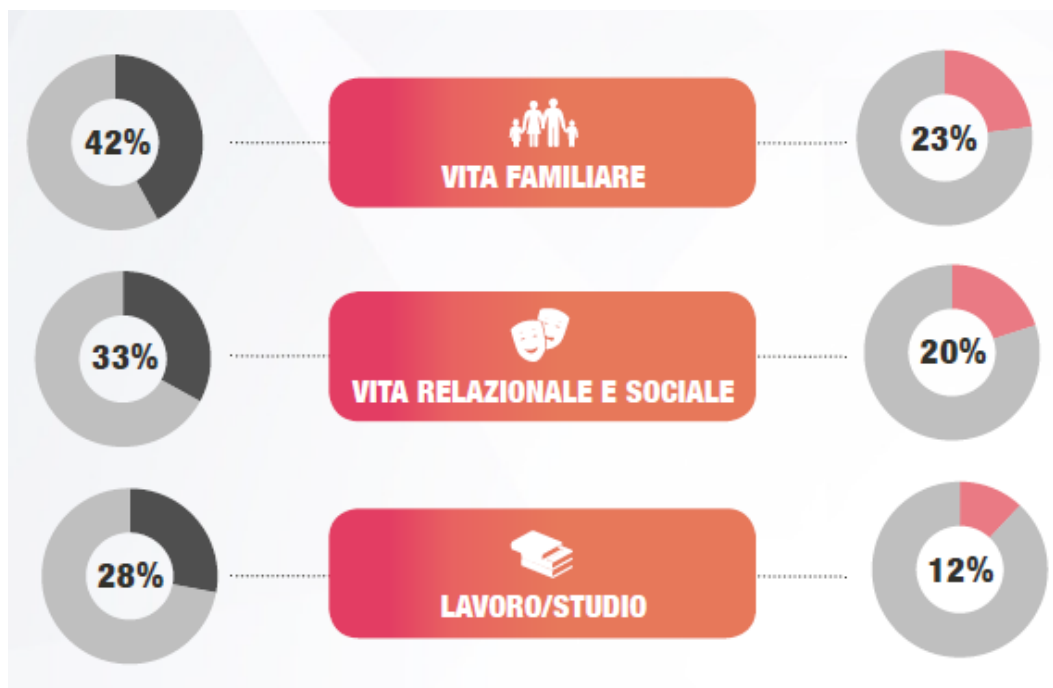 42%
VITA FAMILIARE
23%
33%
VITA RELAZIONALE E SOCIALE
20%
28%
LAVORO/STUDIO
12%